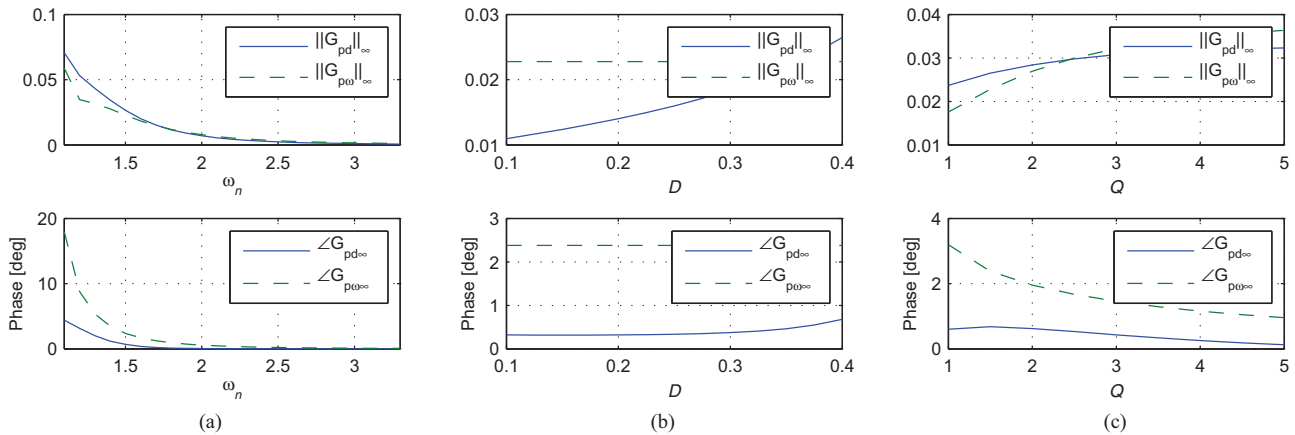 0.1
0.05
0
1.5
2
2.5
3
ω_n
||G_pd||_∞
||G_pω||_∞
0.03
0.02
0.01
0.1
0.2
0.3
0.4
D
||G_pd||_∞
||G_pω||_∞
0.04
0.03
0.02
0.01
1
2
3
4
5
Q
||G_pd||_∞
||G_pω||_∞
Phase [deg]
20
10
0
1.5
2
2.5
3
ω_n
∠G_pd∞
∠G_pω∞
(a)
Phase [deg]
3
2
1
0
0.1
0.2
0.3
0.4
D
∠G_pd∞
∠G_pω∞
(b)
Phase [deg]
4
2
0
1
2
3
4
5
Q
∠G_pd∞
∠G_pω∞
(c)